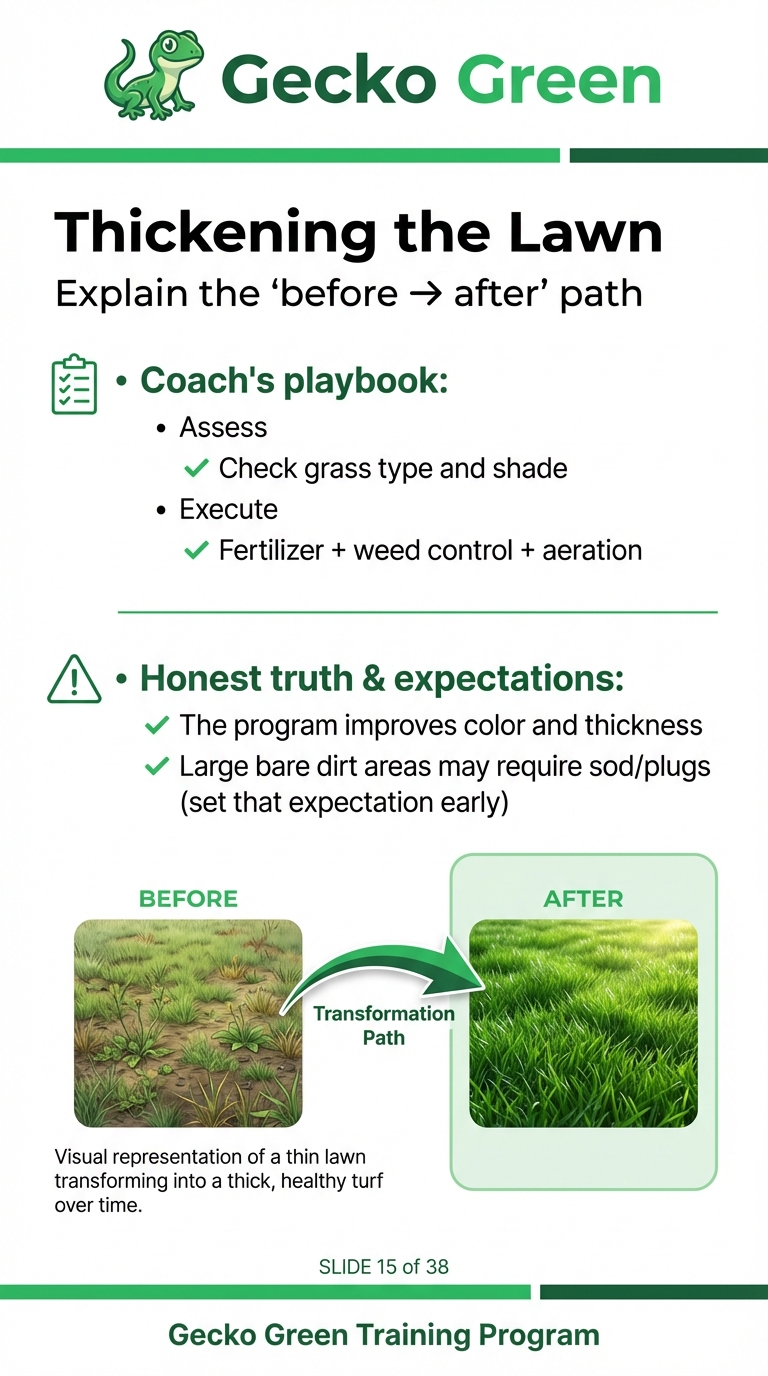 Gecko Green
Thickening the Lawn
Explain the ‘before → after’ path
• Coach's playbook:
• Assess
✓ Check grass type and shade
• Execute
✓ Fertilizer + weed control + aeration
• Honest truth & expectations:
✓ The program improves color and thickness
✓ Large bare dirt areas may require sod/plugs
(set that expectation early)
BEFORE
AFTER
Transformation
Path
Visual representation of a thin lawn
transforming into a thick, healthy turf
over time.
SLIDE 15 of 38
Gecko Green Training Program